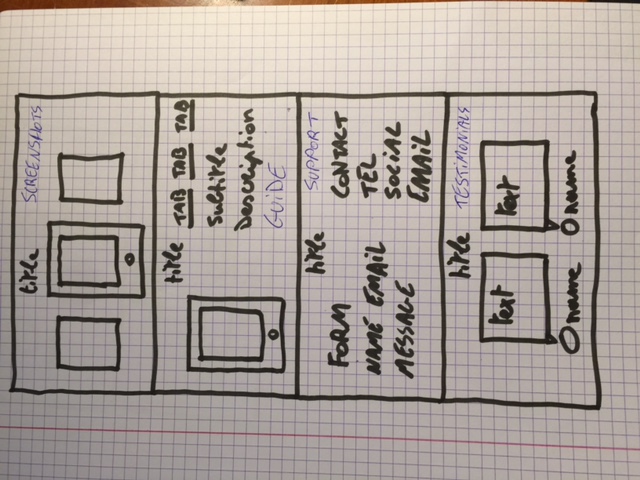 title SCREENSHOTS
title TAB TAB TAB
Subtitle
Description
GUIDE
title SUPPORT
FORM CONTACT
NAME EMAIL TEL
MESSAGE SOCIAL
EMAIL
title TESTIMONIALS
text text
name name